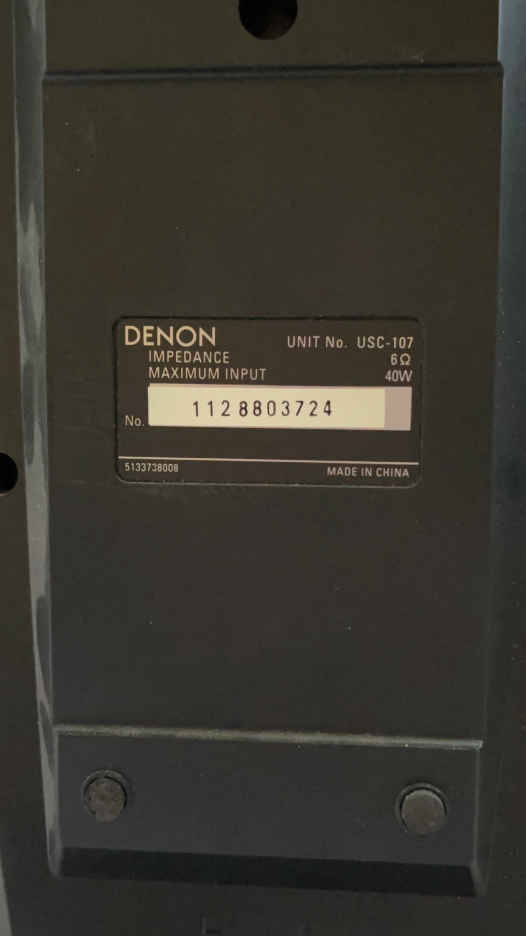 DENON
UNIT No. USC-107
IMPEDANCE 6Ω
MAXIMUM INPUT 40W
No. 1128803724
5133738008 MADE IN CHINA